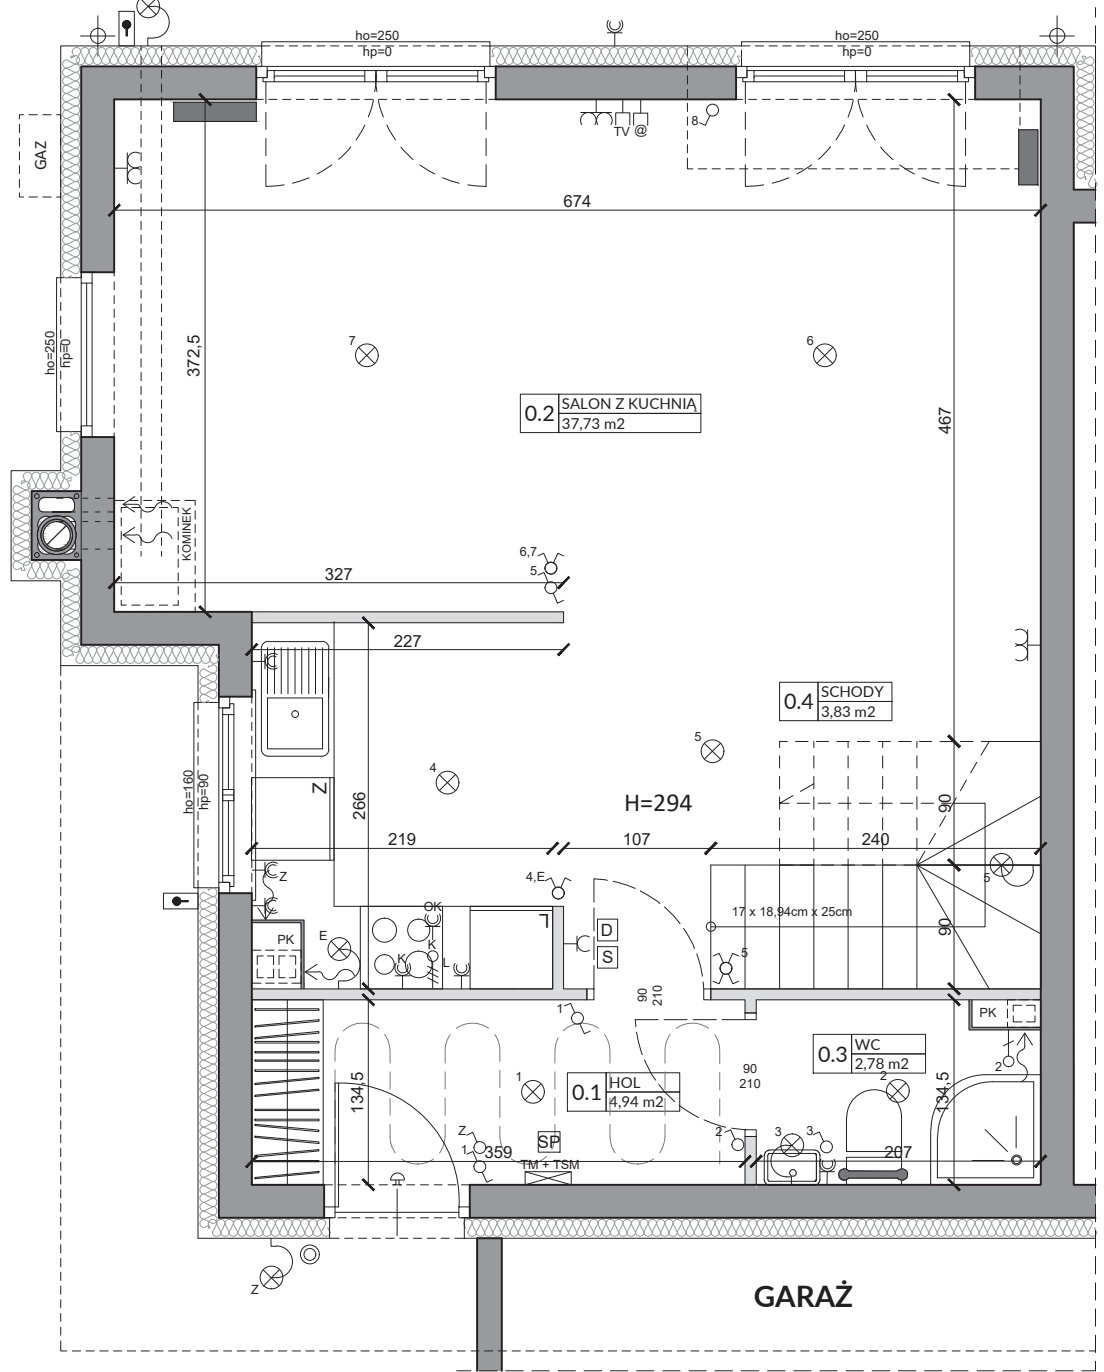 ho=250
hp=0
ho=250
hp=0
TV @
8
GAZ
674
372,5
7
6
ho=250
hp=0
0.2
SALON Z KUCHNIĄ
37,73 m2
467
KOMINEK
6,7
5
327
227
0.4
SCHODY
3,83 m2
5
4
Z
H=294
ho=160
hp=90
266
90
219
107
240
Z
4,E
5
OK
17 x 18,94cm x 25cm
90
PK
E
K
K
L
D
S
5
90
210
1
PK
0.3
WC
2,78 m2
2
90
210
1
0.1
HOL
4,94 m2
2
134,5
134,5
Z
1
SP
2
3
3
359
207
TM + TSM
Z
GARAŻ